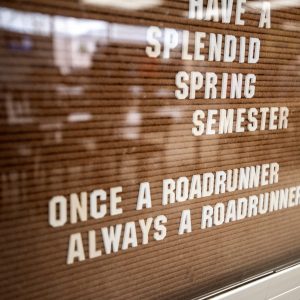 HAVE A
SPLENDID
SPRING
SEMESTER
ONCE A ROADRUNNER
ALWAYS A ROADRUNNER